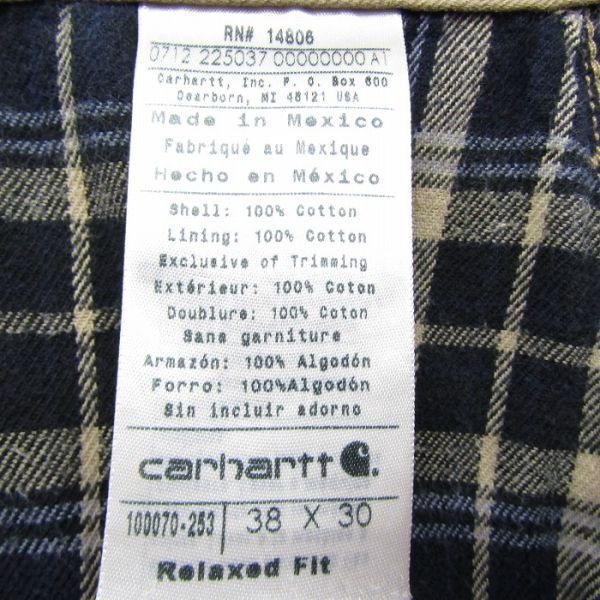 RN# 14806
0712 225037 00000000 A1
Carhartt, Inc. P. O. Box 600
Dearborn, MI 48121 USA
Made in Mexico
Fabriqué au Mexique
Hecho en México
Shell: 100% Cotton
Lining: 100% Cotton
Exclusive of Trimming
Extérieur: 100% Coton
Doublure: 100% Coton
Sans garniture
Armazón: 100% Algodón
Forro: 100%Algodón
Sin incluir adorno
carhartt
100070-253 38 X 30
Relaxed Fit